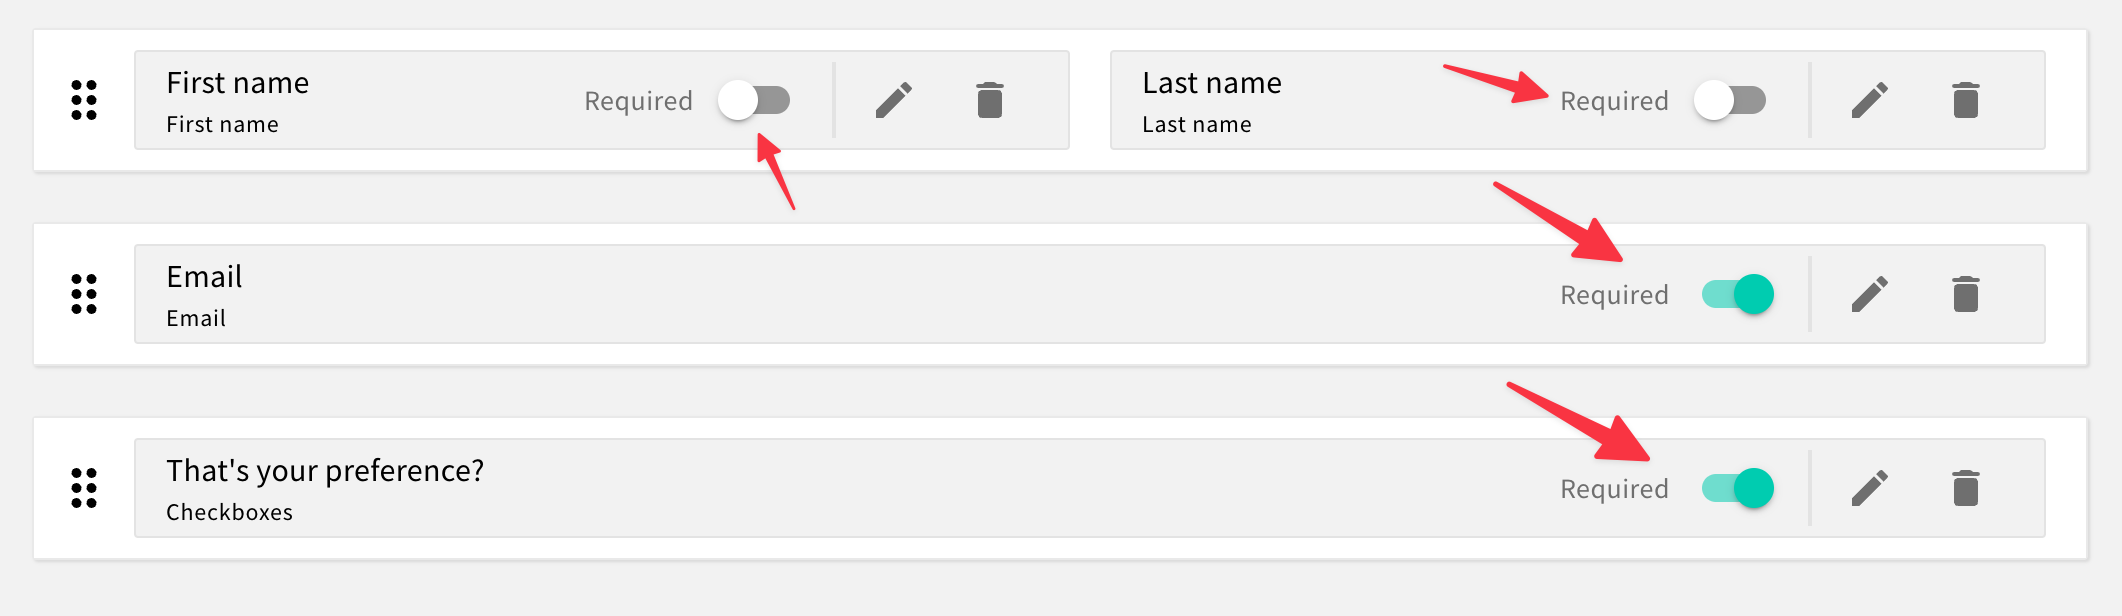 First name
First name
Required
Last name
Last name
Required
Email
Email
Required
That's your preference?
Checkboxes
Required